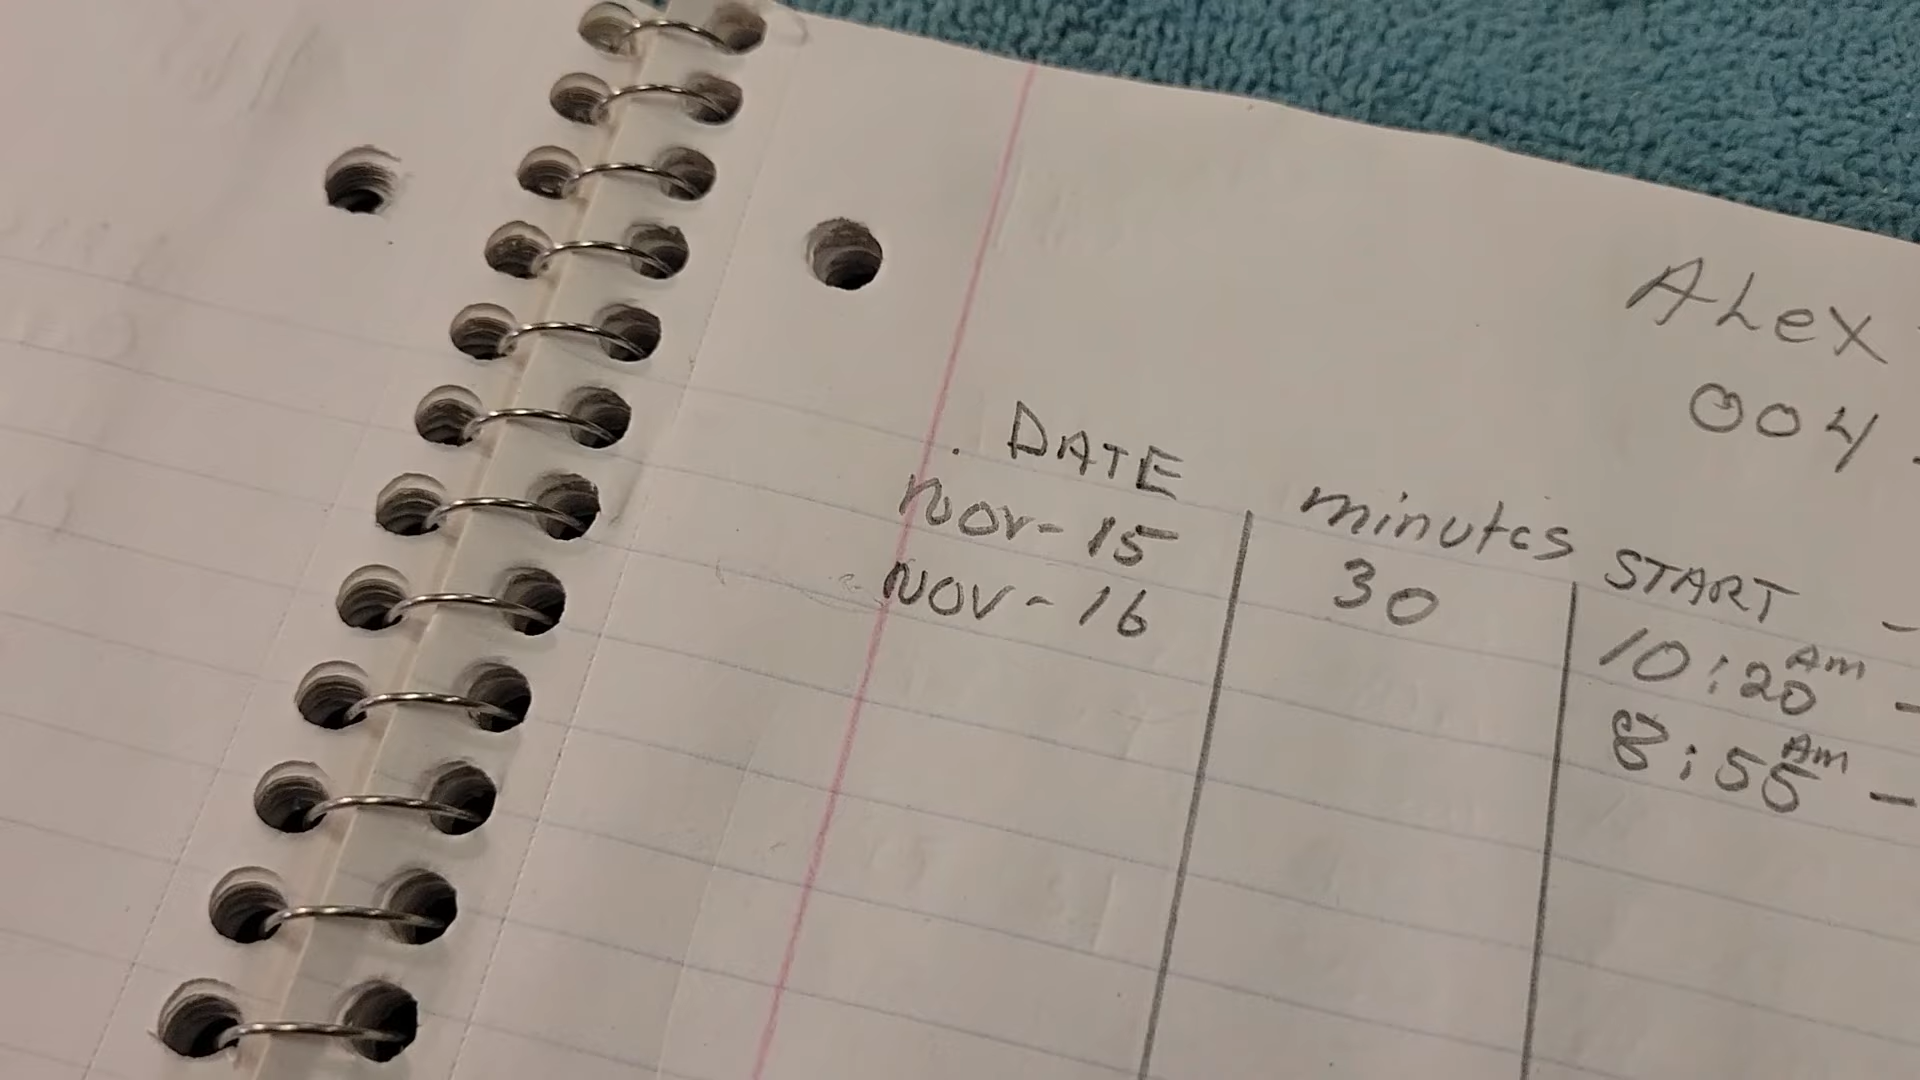 ALex
004
DATE minutes START -
Nov-15 30 10:20 Am -
Nov-16 8:55 Am -